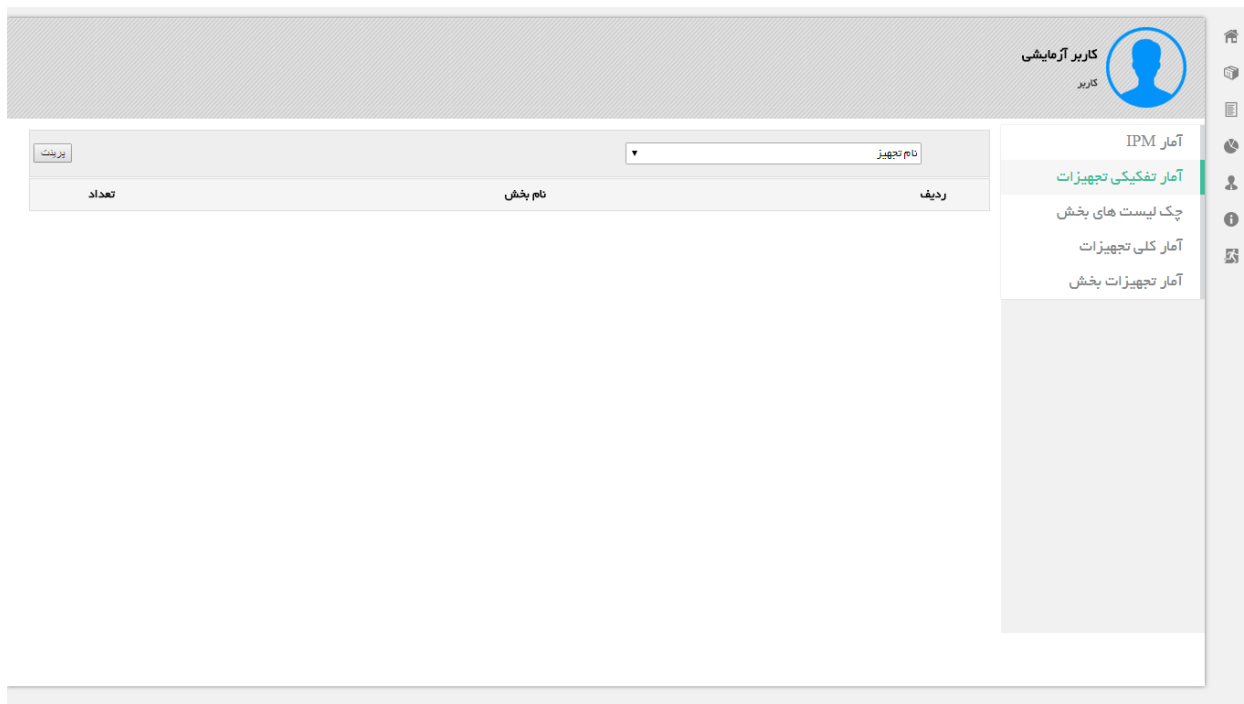 کاربر آزمایشی
کاربر
آمار IPM
آمار تفکیکی تجهیزات
چک لیست های بخش
آمار کلی تجهیزات
آمار تجهیزات بخش
نام تجهیز
پرینت
ردیف نام بخش تعداد